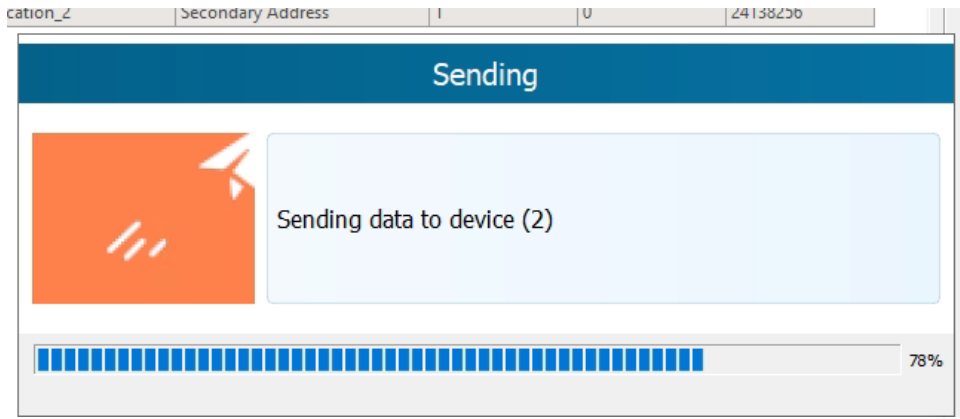 cation_2 Secondary Address 1 0 24138256
Sending
Sending data to device (2)
78%